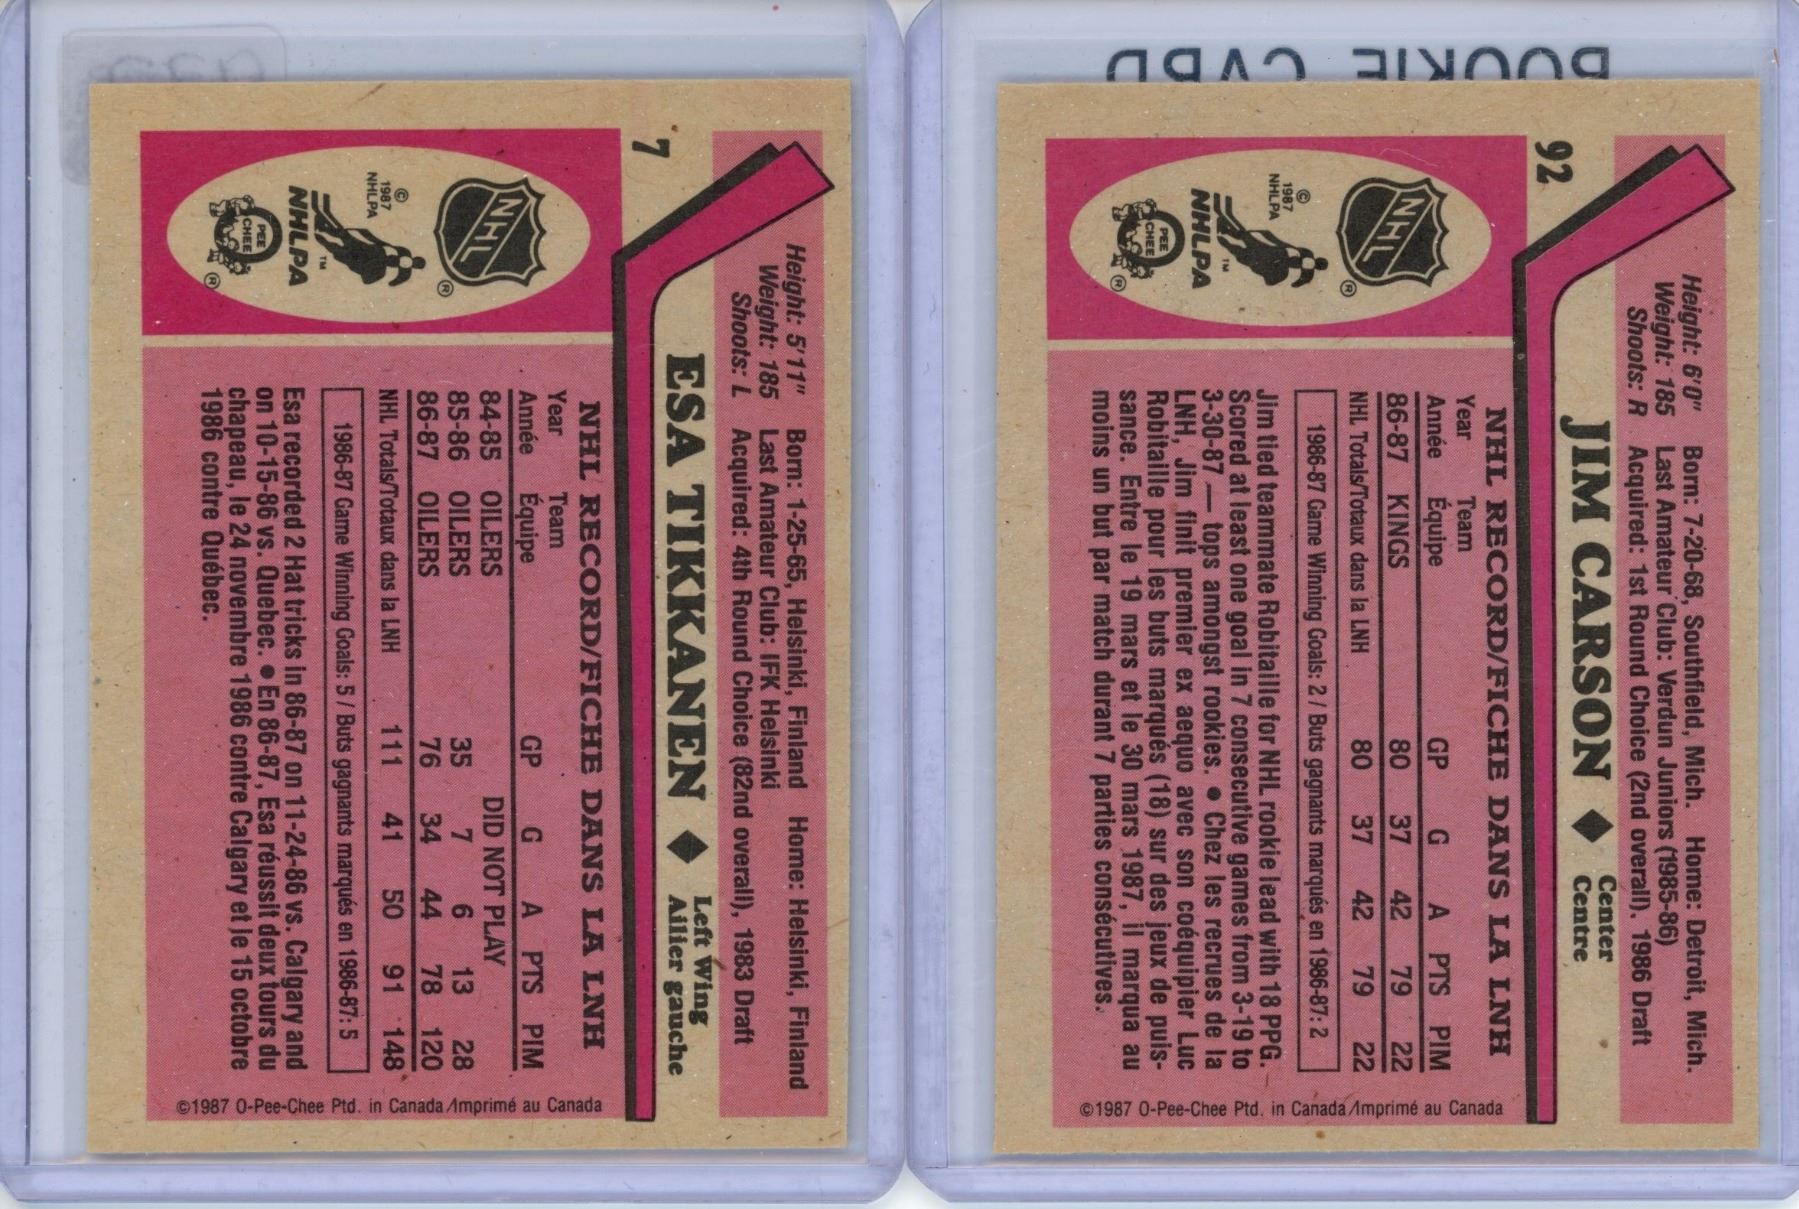 7
Height: 5'11" Born: 1-25-65, Helsinki, Finland Home: Helsinki, Finland
Weight: 185 Last Amateur Club: IFK Helsinki
Shoots: L Acquired: 4th Round Choice (82nd overall), 1983 Draft
ESA TIKKANEN ◆ Left Wing
Ailier gauche
NHL
®
© 1987 NHLPA
NHLPA
™
O PEE CHEE
®
NHL RECORD/FICHE DANS LA LNH
Year Team
Année Équipe GP G A PTS PIM
84-85 OILERS DID NOT PLAY
85-86 OILERS 35 7 6 13 28
86-87 OILERS 76 34 44 78 120
NHL Totals/Totaux dans la LNH 111 41 50 91 148
1986-87 Game Winning Goals: 5 / Buts gagnants marqués en 1986-87: 5
Esa recorded 2 Hat tricks in 86-87 on 11-24-86 vs. Calgary and
on 10-15-86 vs. Quebec. ● En 86-87, Esa réussit deux tours du
chapeau, le 24 novembre 1986 contre Calgary et le 15 octobre
1986 contre Québec.
©1987 O-Pee-Chee Ptd. in Canada/Imprimé au Canada
ROOKIE CARD
92
Height: 6'0" Born: 7-20-68, Southfield, Mich. Home: Detroit, Mich.
Weight: 185 Last Amateur Club: Verdun Juniors (1985-86)
Shoots: R Acquired: 1st Round Choice (2nd overall). 1986 Draft
JIM CARSON ◆ Center
Centre
NHL
®
© 1987 NHLPA
NHLPA
™
O PEE CHEE
®
NHL RECORD/FICHE DANS LA LNH
Year Team
Année Équipe GP G A PTS PIM
86-87 KINGS 80 37 42 79 22
NHL Totals/Totaux dans la LNH 80 37 42 79 22
1986-87 Game Winning Goals: 2 / Buts gagnants marqués en 1986-87: 2
Jim tied teammate Robitaille for NHL rookie lead with 18 PPG.
Scored at least one goal in 7 consecutive games from 3-19 to
3-30-87 — tops amongst rookies. ● Chez les recrues de la
LNH, Jim finit premier ex aequo avec son coéquipier Luc
Robitaille pour les buts marqués (18) sur des jeux de puis-
sance. Entre le 19 mars et le 30 mars 1987, il marqua au
moins un but par match durant 7 parties consécutives.
©1987 O-Pee-Chee Ptd. in Canada/Imprimé au Canada